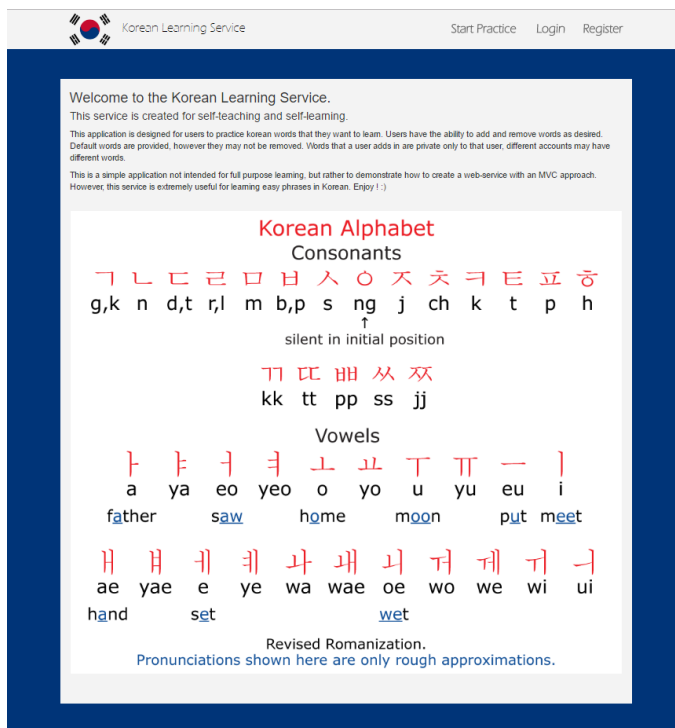 Korean Learning Service Start Practice Login Register
Welcome to the Korean Learning Service.
This service is created for self-teaching and self-learning.
This application is designed for users to practice korean words that they want to learn. Users have the ability to add and remove words as desired.
Default words are provided, however they may not be removed. Words that a user adds in are private only to that user, different accounts may have
different words.
This is a simple application not intended for full purpose learning, but rather to demonstrate how to create a web-service with an MVC approach.
However, this service is extremely useful for learning easy phrases in Korean. Enjoy ! :)
Korean Alphabet
Consonants
ㄱ ㄴ ㄷ ㄹ ㅁ ㅂ ㅅ ㅇ ㅈ ㅊ ㅋ ㅌ ㅍ ㅎ
g,k n d,t r,l m b,p s ng j ch k t p h
↑
silent in initial position
ㄲ ㄸ ㅃ ㅆ ㅉ
kk tt pp ss jj
Vowels
ㅏ ㅑ ㅓ ㅕ ㅗ ㅛ ㅜ ㅠ ㅡ ㅣ
a ya eo yeo o yo u yu eu i
father saw home moon put meet
ㅐ ㅒ ㅔ ㅖ ㅘ ㅙ ㅚ ㅝ ㅞ ㅟ ㅢ
ae yae e ye wa wae oe wo we wi ui
hand set wet
Revised Romanization.
Pronunciations shown here are only rough approximations.